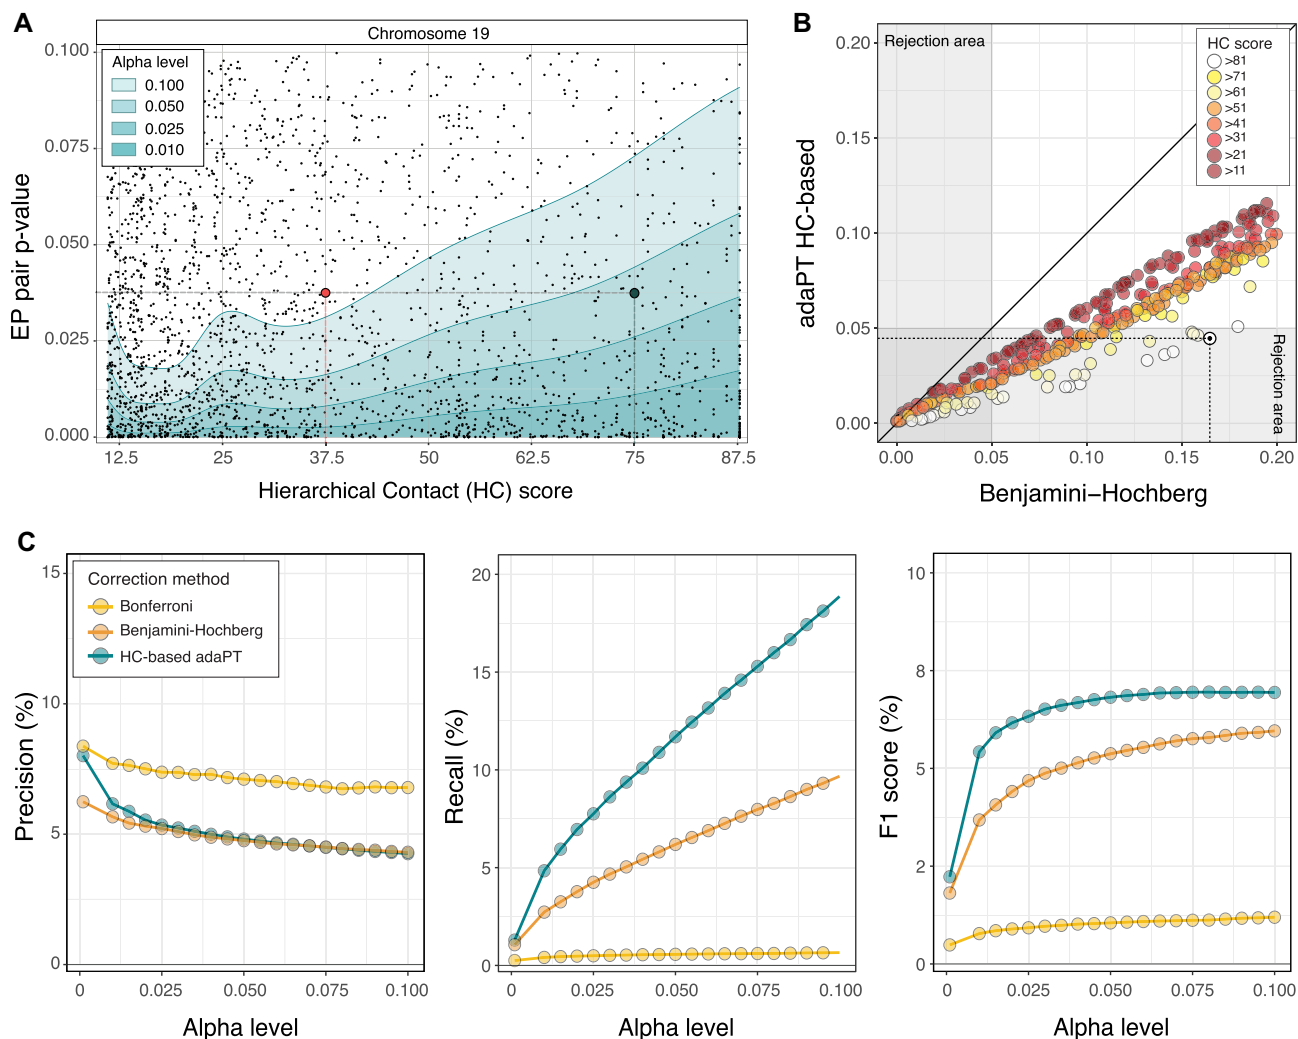 A
Chromosome 19
EP pair p-value
0.100
0.075
0.050
0.025
0.000
Alpha level
0.100
0.050
0.025
0.010
12.5
25
37.5
50
62.5
75
87.5
Hierarchical Contact (HC) score
B
adaPT HC-based
0.20
0.15
0.10
0.05
0.00
Rejection area
HC score
>81
>71
>61
>51
>41
>31
>21
>11
Rejection area
0.00
0.05
0.10
0.15
0.20
Benjamini–Hochberg
C
Precision (%)
15
10
5
0
Correction method
Bonferroni
Benjamini-Hochberg
HC-based adaPT
0
0.025
0.050
0.075
0.100
Alpha level
Recall (%)
20
15
10
5
0
0
0.025
0.050
0.075
0.100
Alpha level
F1 score (%)
10
8
5
2
0
0
0.025
0.050
0.075
0.100
Alpha level